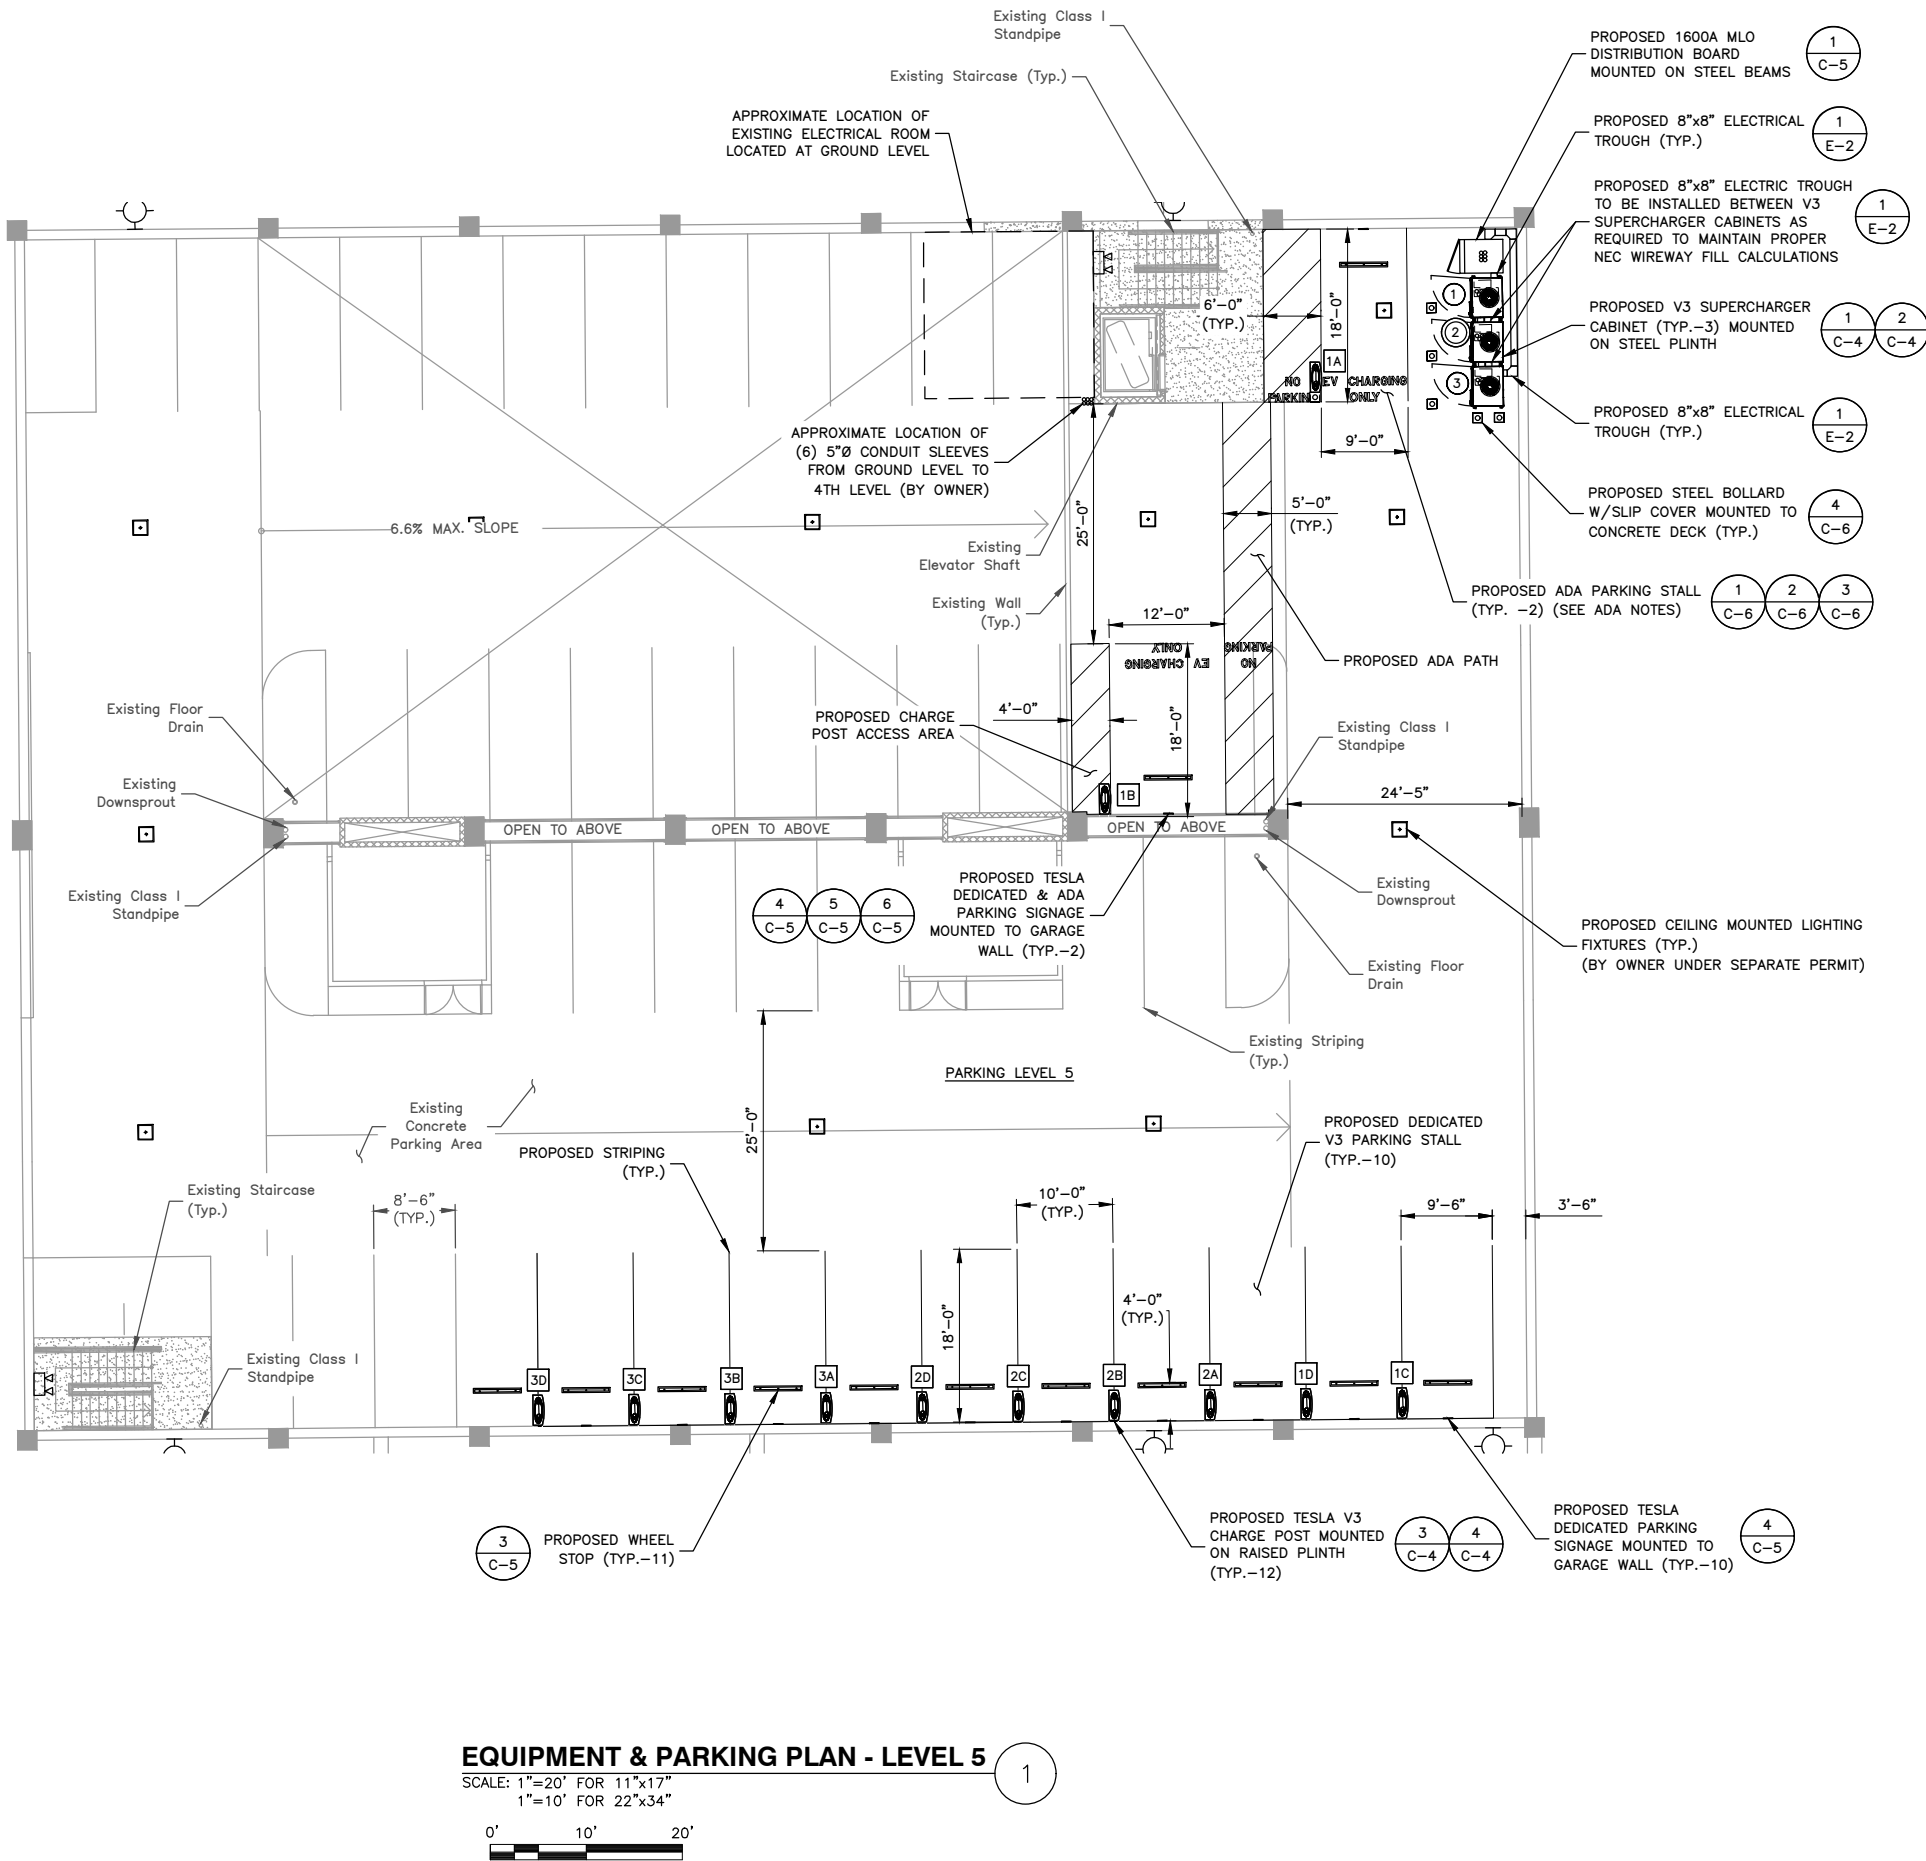 Existing Class I
Standpipe
Existing Staircase (Typ.)
APPROXIMATE LOCATION OF
EXISTING ELECTRICAL ROOM
LOCATED AT GROUND LEVEL
PROPOSED 1600A MLO
DISTRIBUTION BOARD
MOUNTED ON STEEL BEAMS
1
C-5
PROPOSED 8"x8" ELECTRICAL
TROUGH (TYP.)
1
E-2
PROPOSED 8"x8" ELECTRIC TROUGH
TO BE INSTALLED BETWEEN V3
SUPERCHARGER CABINETS AS
REQUIRED TO MAINTAIN PROPER
NEC WIREWAY FILL CALCULATIONS
1
E-2
PROPOSED V3 SUPERCHARGER
CABINET (TYP.-3) MOUNTED
ON STEEL PLINTH
1
C-4
2
C-4
PROPOSED 8"x8" ELECTRICAL
TROUGH (TYP.)
1
E-2
PROPOSED STEEL BOLLARD
W/SLIP COVER MOUNTED TO
CONCRETE DECK (TYP.)
4
C-6
PROPOSED ADA PARKING STALL
(TYP. -2) (SEE ADA NOTES)
1
C-6
2
C-6
3
C-6
1
2
3
6'-0"
(TYP.)
18'-0"
1A
NO
PARKING
EV CHARGING
ONLY
9'-0"
APPROXIMATE LOCATION OF
(6) 5"Ø CONDUIT SLEEVES
FROM GROUND LEVEL TO
4TH LEVEL (BY OWNER)
6.6% MAX. SLOPE
25'-0"
5'-0"
(TYP.)
Existing
Elevator Shaft
Existing Wall
(Typ.)
12'-0"
EV CHARGING
ONLY
NO
PARKING
PROPOSED ADA PATH
PROPOSED CHARGE
POST ACCESS AREA
4'-0"
18'-0"
1B
Existing Floor
Drain
Existing
Downsprout
Existing Class I
Standpipe
Existing Class I
Standpipe
24'-5"
OPEN TO ABOVE
OPEN TO ABOVE
OPEN TO ABOVE
4
C-5
5
C-5
6
C-5
PROPOSED TESLA
DEDICATED & ADA
PARKING SIGNAGE
MOUNTED TO GARAGE
WALL (TYP.-2)
Existing
Downsprout
PROPOSED CEILING MOUNTED LIGHTING
FIXTURES (TYP.)
(BY OWNER UNDER SEPARATE PERMIT)
Existing Floor
Drain
Existing Striping
(Typ.)
PARKING LEVEL 5
Existing
Concrete
Parking Area
25'-0"
PROPOSED STRIPING
(TYP.)
PROPOSED DEDICATED
V3 PARKING STALL
(TYP.-10)
Existing Staircase
(Typ.)
8'-6"
(TYP.)
10'-0"
(TYP.)
9'-6"
3'-6"
18'-0"
4'-0"
(TYP.)
Existing Class I
Standpipe
3D
3C
3B
3A
2D
2C
2B
2A
1D
1C
3
C-5
PROPOSED WHEEL
STOP (TYP.-11)
PROPOSED TESLA V3
CHARGE POST MOUNTED
ON RAISED PLINTH
(TYP.-12)
3
C-4
4
C-4
PROPOSED TESLA
DEDICATED PARKING
SIGNAGE MOUNTED TO
GARAGE WALL (TYP.-10)
4
C-5
EQUIPMENT & PARKING PLAN - LEVEL 5
1
SCALE: 1"=20' FOR 11"x17"
1"=10' FOR 22"x34"
0' 10' 20'